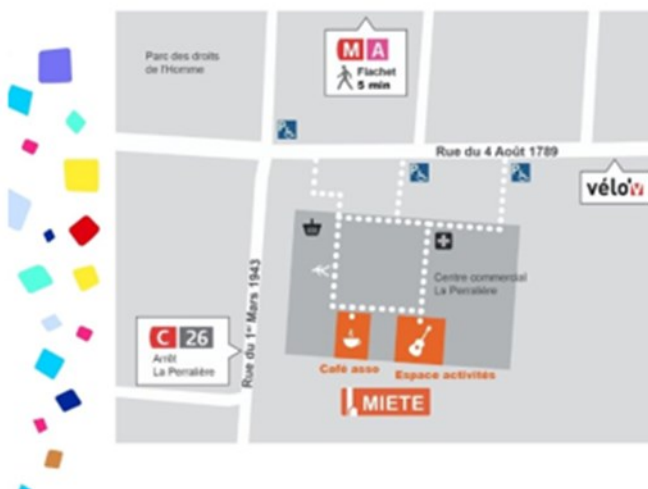 Parc des droits
de l'Homme
M A
Flachet
5 min
Rue du 4 Août 1789
vélo'v
Centre commercial
La Perralière
Rue du 1er Mars 1943
C 26
Arrêt
La Perralière
Café asso
Espace activités
MIETE